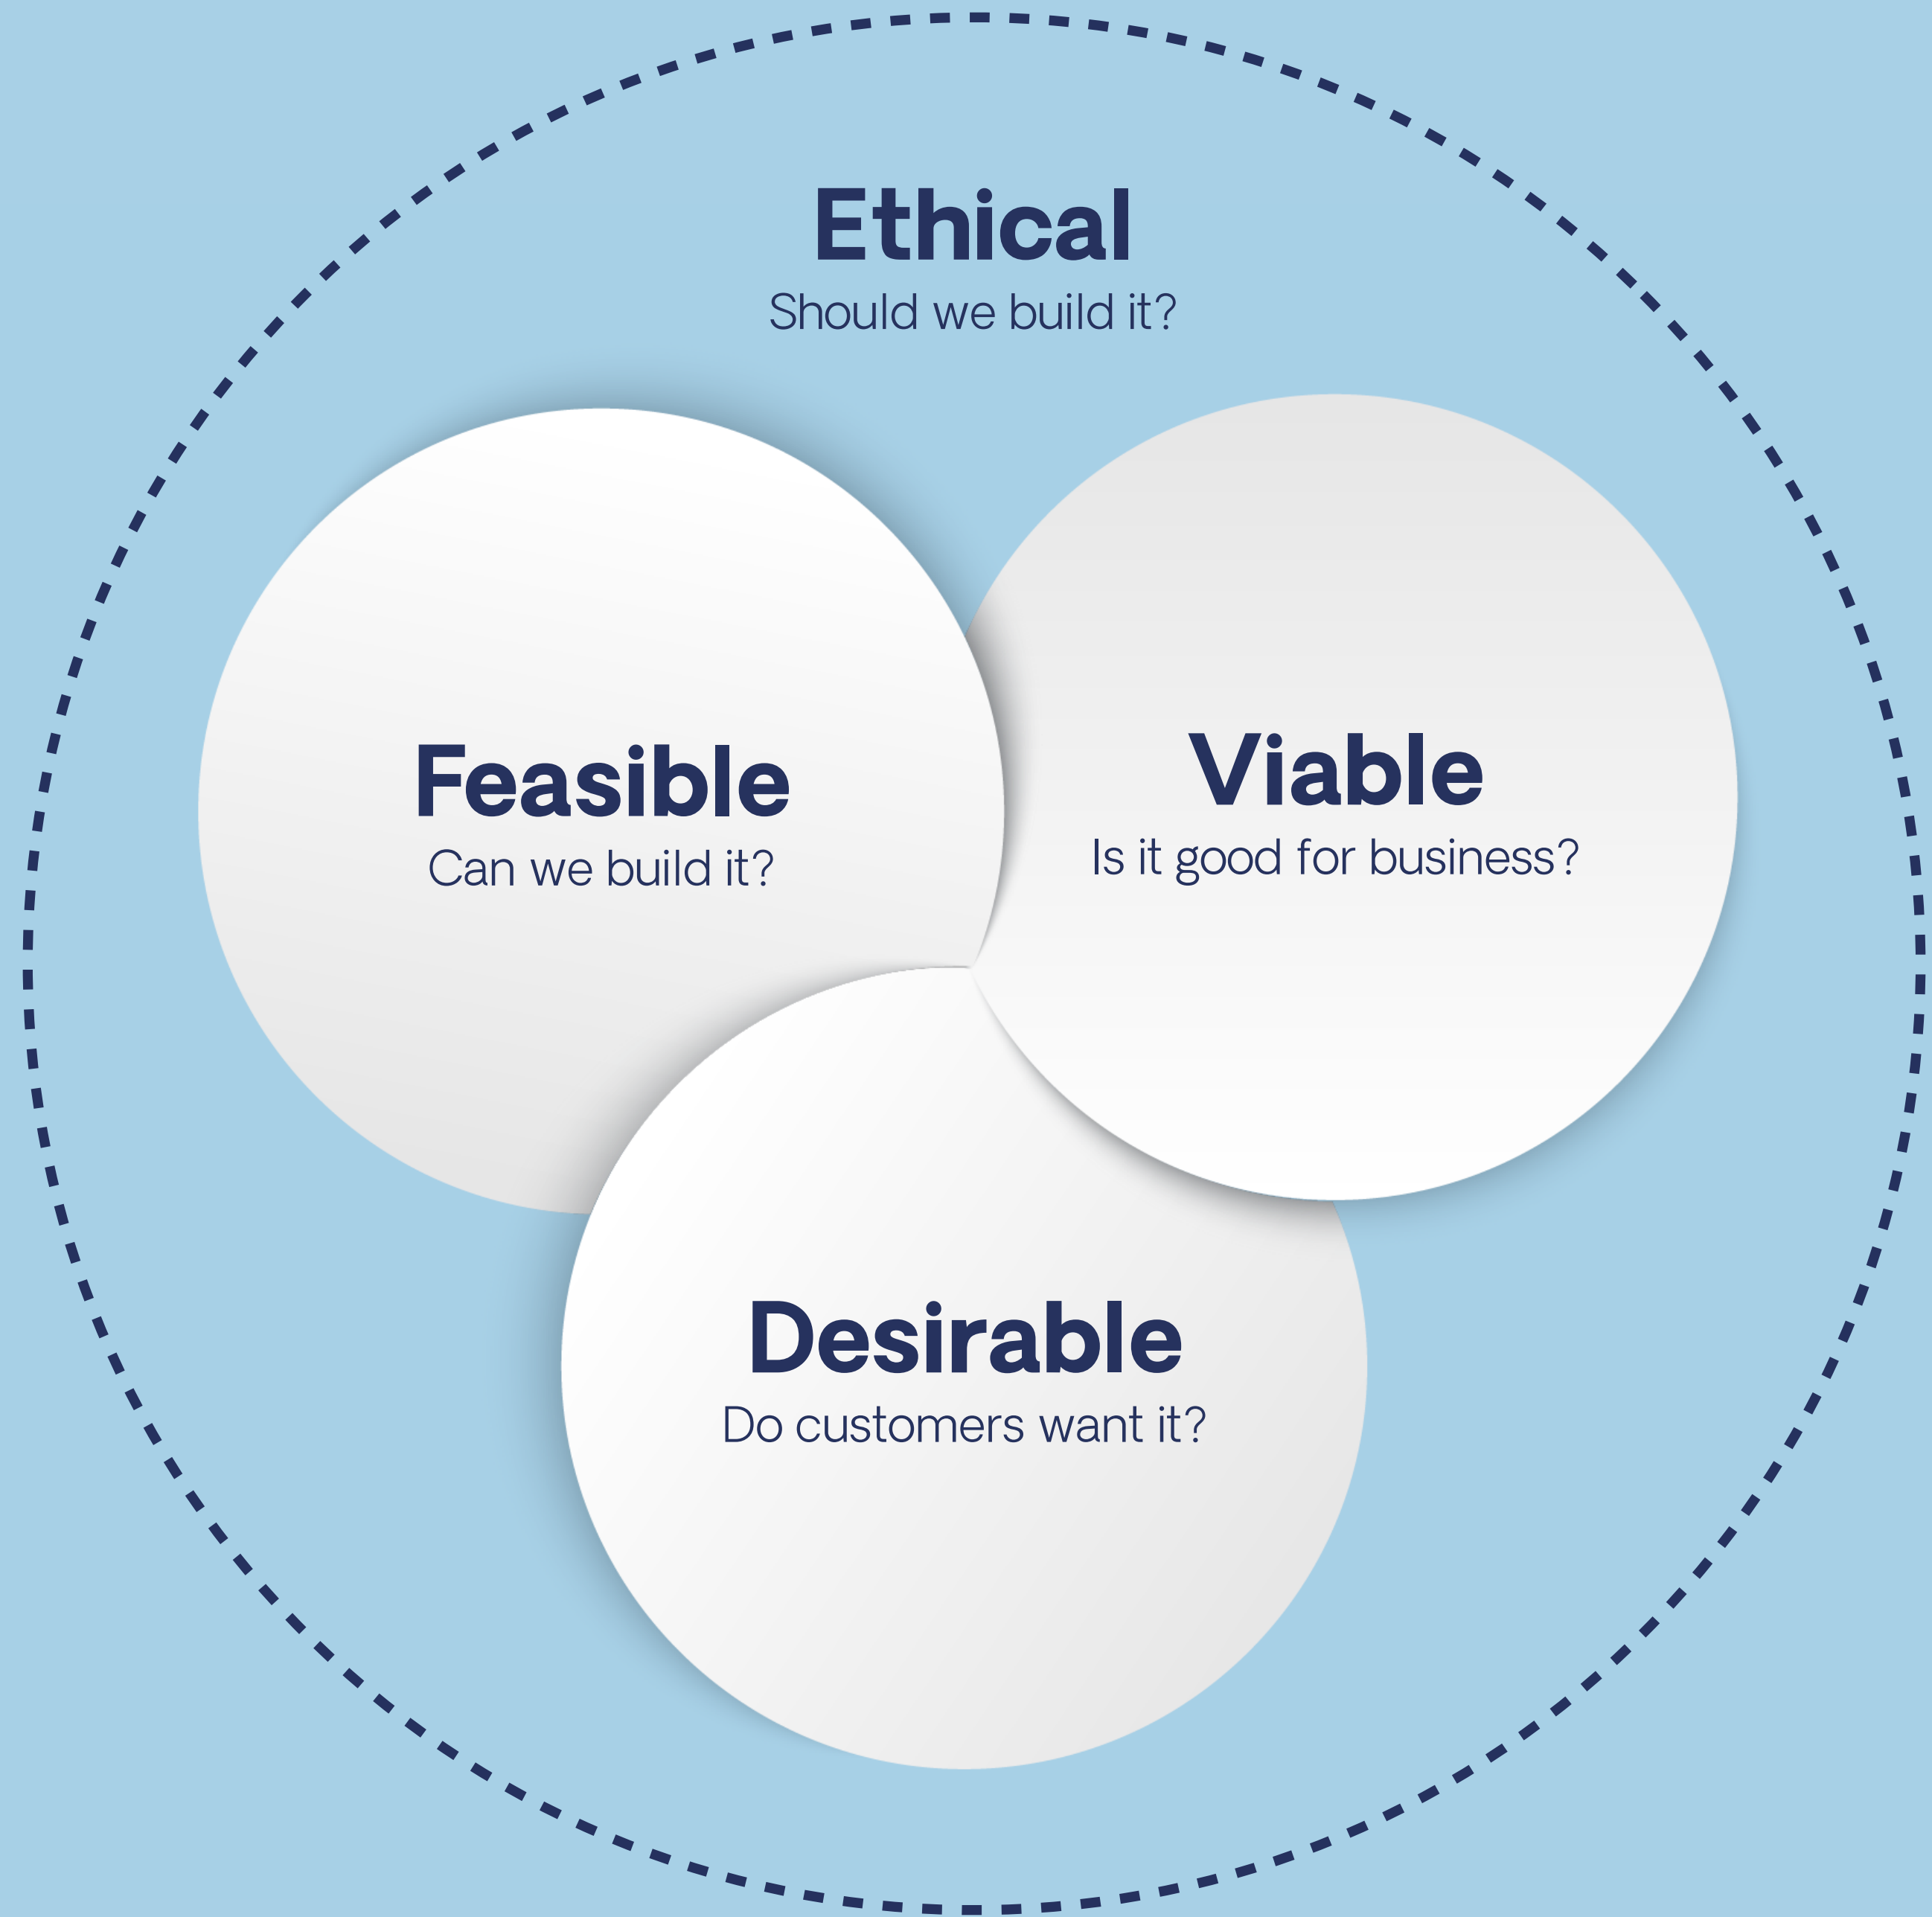 Ethical
Should we build it?
Feasible
Can we build it?
Viable
Is it good for business?
Desirable
Do customers want it?